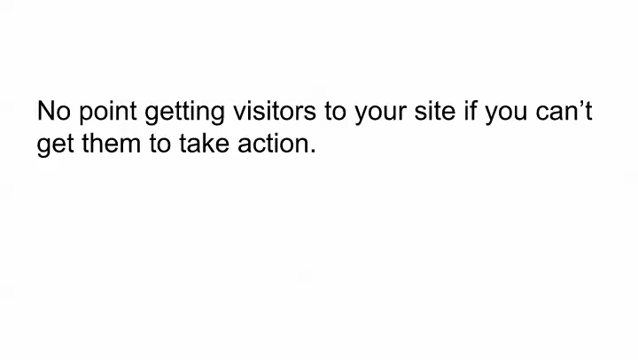 No point getting visitors to your site if you can’t
get them to take action.